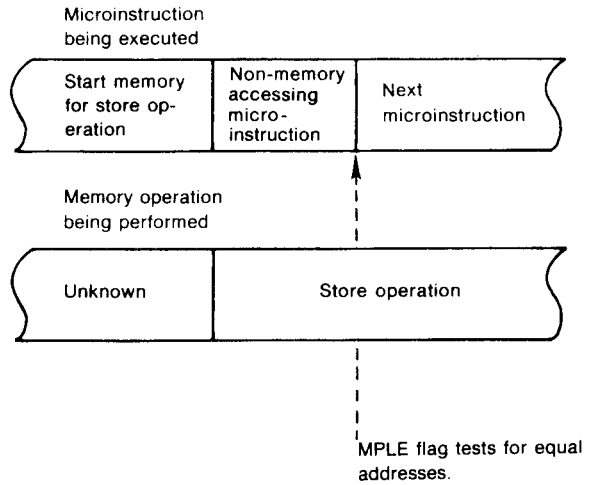 Microinstruction
being executed
Start memory
for store op-
eration
Non-memory
accessing
micro-
instruction
Next
microinstruction
Memory operation
being performed
Unknown
Store operation
MPLE flag tests for equal
addresses.